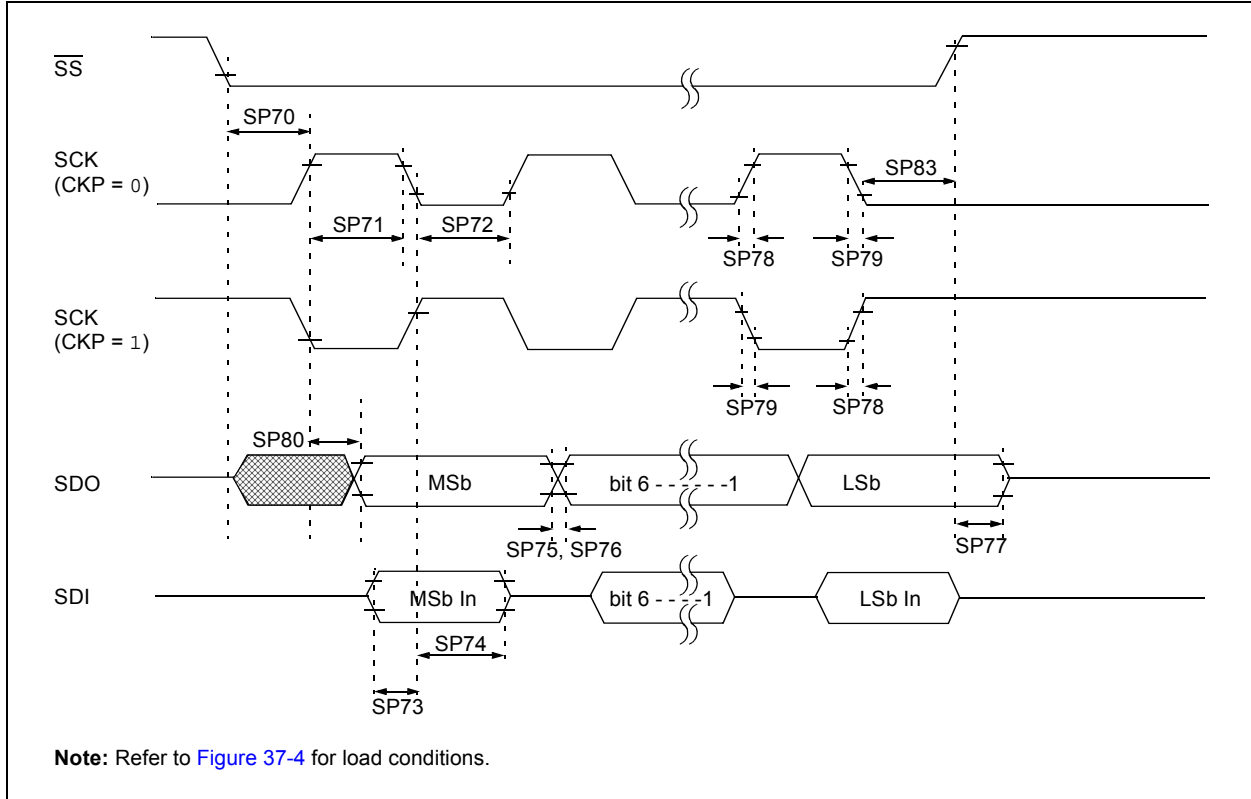 SS
SP70
SCK
(CKP = 0)
SP83
SP71
SP72
SP78
SP79
SCK
(CKP = 1)
SP79
SP78
SP80
SDO
MSb
bit 6 - - - - - - -1
LSb
SP75, SP76
SP77
SDI
MSb In
bit 6 - - - - -1
LSb In
SP74
SP73
Note: Refer to Figure 37-4 for load conditions.